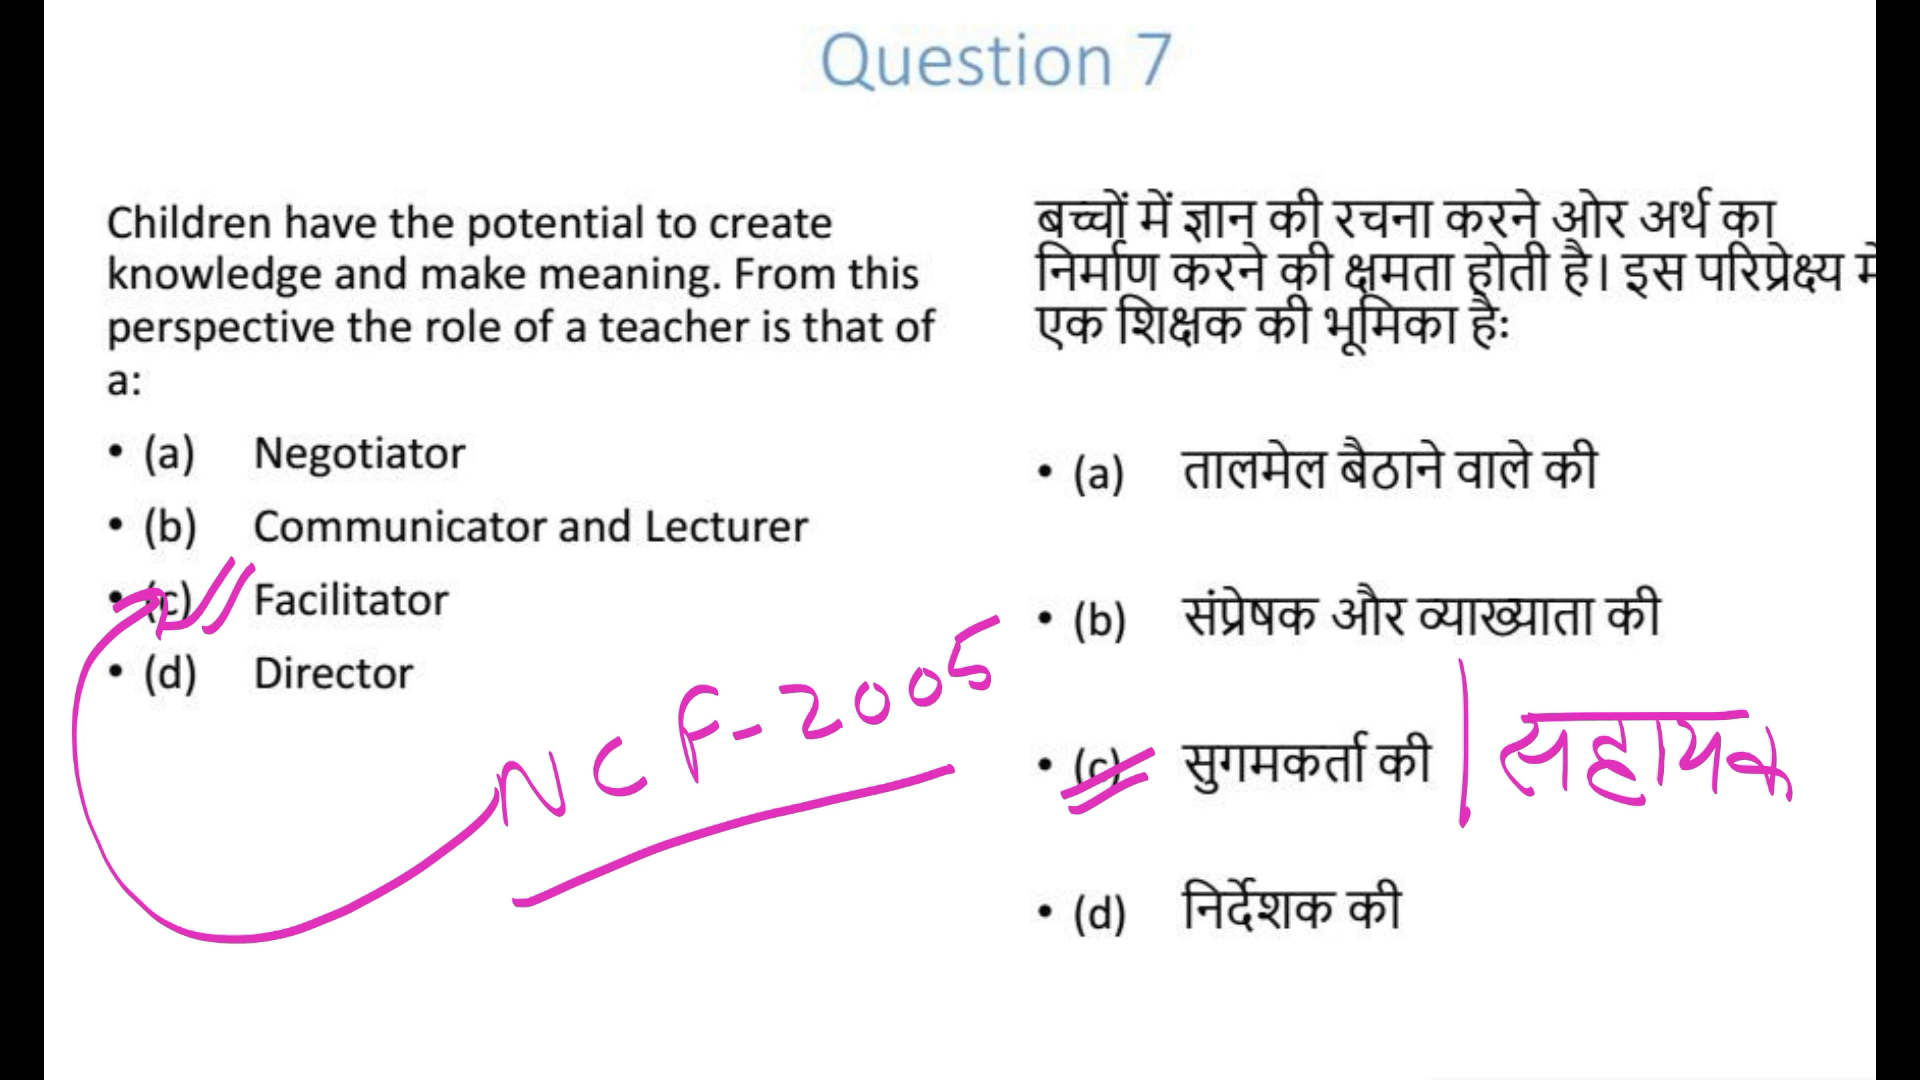 Question 7
Children have the potential to create
knowledge and make meaning. From this
perspective the role of a teacher is that of
a:
• (a) Negotiator
• (b) Communicator and Lecturer
• (c) Facilitator
• (d) Director
NCF-2005
बच्चों में ज्ञान की रचना करने ओर अर्थ का
निर्माण करने की क्षमता होती है। इस परिप्रेक्ष्य में
एक शिक्षक की भूमिका हैः
• (a) तालमेल बैठाने वाले की
• (b) संप्रेषक और व्याख्याता की
• (c) सुगमकर्ता की | सहायक
• (d) निर्देशक की